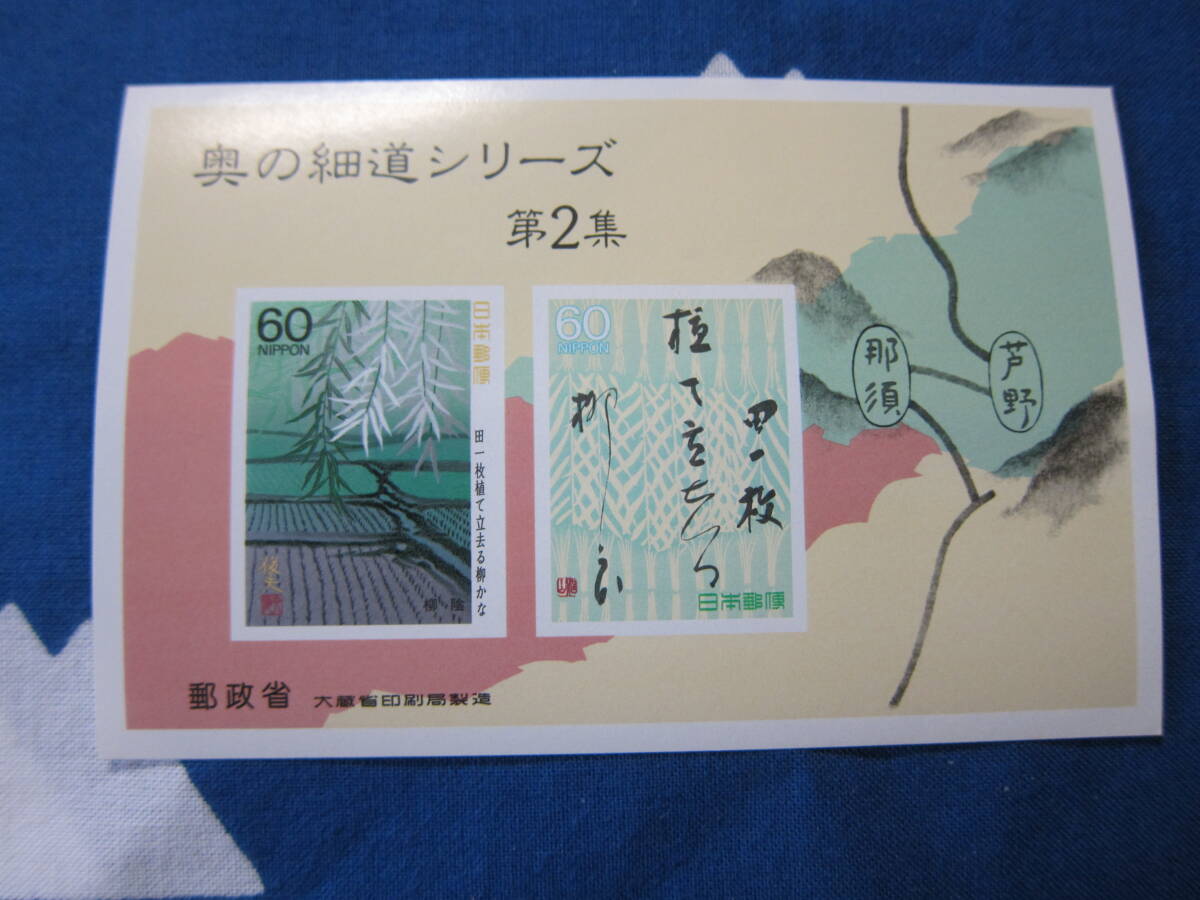 奥の細道シリーズ
第2集
60
NIPPON
日本郵便
田一枚植て立去る柳かな
柳陰
60
NIPPON
田一枚
植て立去る
柳可
日本郵便
那須
芦野
郵政省 大蔵省印刷局製造